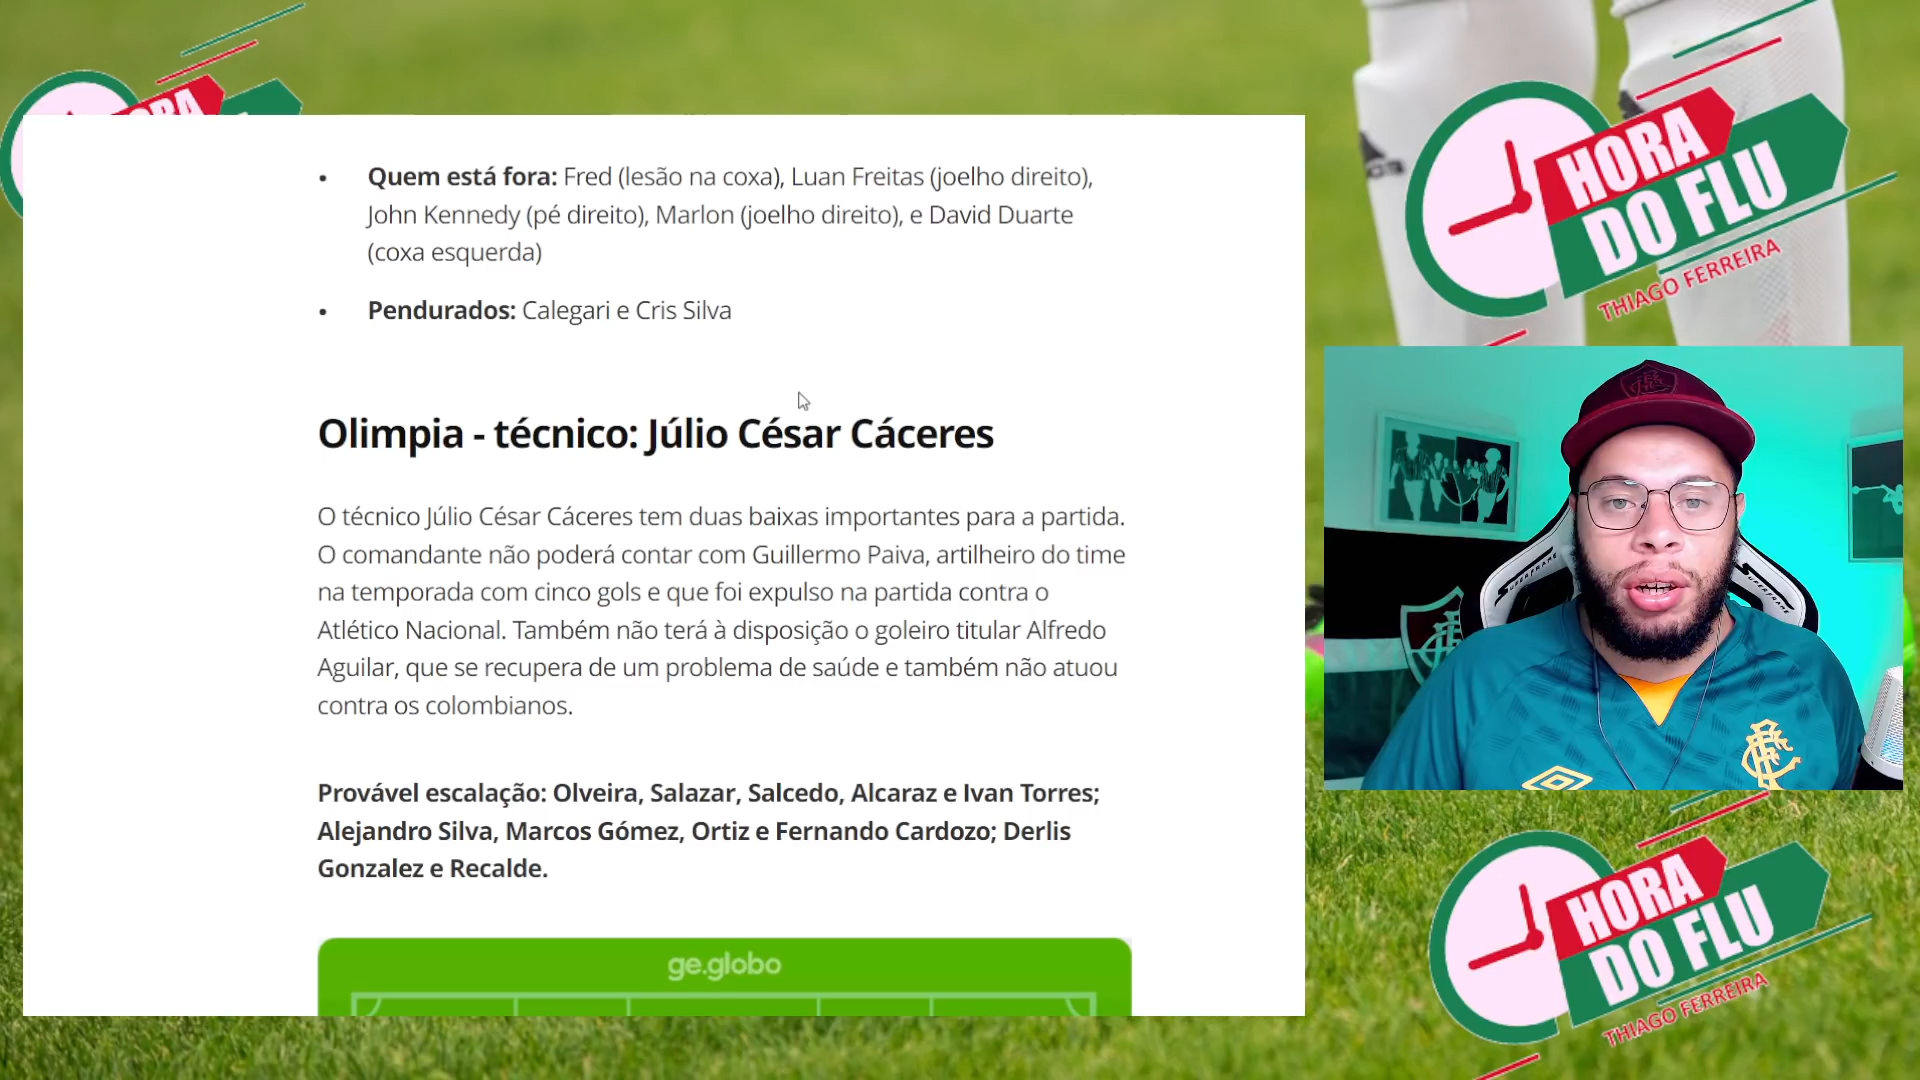 ORA
• Quem está fora: Fred (lesão na coxa), Luan Freitas (joelho direito),
John Kennedy (pé direito), Marlon (joelho direito), e David Duarte
(coxa esquerda)
• Pendurados: Calegari e Cris Silva
Olimpia - técnico: Júlio César Cáceres
O técnico Júlio César Cáceres tem duas baixas importantes para a partida.
O comandante não poderá contar com Guillermo Paiva, artilheiro do time
na temporada com cinco gols e que foi expulso na partida contra o
Atlético Nacional. Também não terá à disposição o goleiro titular Alfredo
Aguilar, que se recupera de um problema de saúde e também não atuou
contra os colombianos.
Provável escalação: Olveira, Salazar, Salcedo, Alcaraz e Ivan Torres;
Alejandro Silva, Marcos Gómez, Ortiz e Fernando Cardozo; Derlis
Gonzalez e Recalde.
ge.globo
HORA
DO FLU
THIAGO FERREIRA
SUPERFRAME
SUPERFRAME
HORA
DO FLU
THIAGO FERREIRA